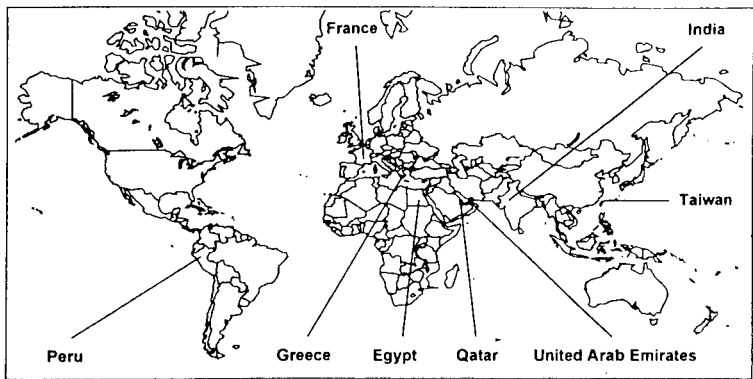 France
India
Taiwan
Peru
Greece
Egypt
Qatar
United Arab Emirates